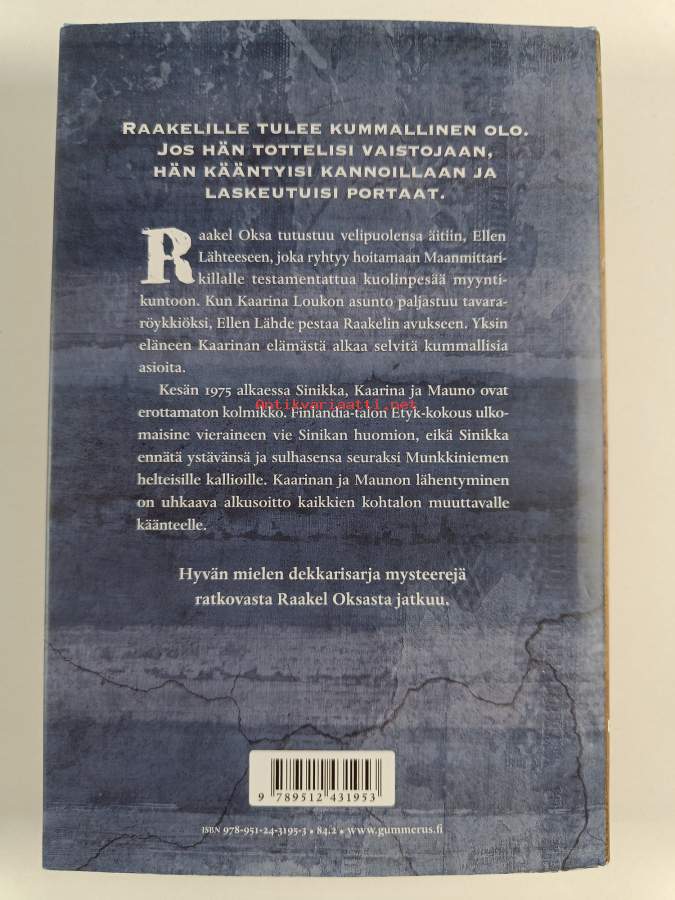 RAAKELILLE TULEE KUMMALLINEN OLO.
JOS HÄN TOTTELISI VAISTOJAAN,
HÄN KÄÄNTYISI KANNOILLAAN JA
LASKEUTUISI PORTAAT.
Raakel Oksa tutustuu velipuolensa äitiin, Ellen
Lähteeseen, joka ryhtyy hoitamaan Maanmittari-
killalle testamentattua kuolinpesää myynti-
kuntoon. Kun Kaarina Loukon asunto paljastuu tavara-
röykkiöksi, Ellen Lähde pestaa Raakelin avukseen. Yksin
eläneen Kaarinan elämästä alkaa selvitä kummallisia
asioita.
Kesän 1975 alkaessa Sinikka, Kaarina ja Mauno ovat
erottamaton kolmikko. Finlandia-talon Etyk-kokous ulko-
Antikvariaatti.net
maisine vieraineen vie Sinikan huomion, eikä Sinikka
ennätä ystävänsä ja sulhasensa seuraksi Munkkiniemen
helteisille kallioille. Kaarinan ja Maunon lähentyminen
on uhkaava alkusoitto kaikkien kohtalon muuttavalle
käänteelle.
Hyvän mielen dekkarisarja mysteerejä
ratkovasta Raakel Oksasta jatkuu.
9 789512 431953
ISBN 978-951-24-3195-3 • 84.2 • www.gummerus.fi